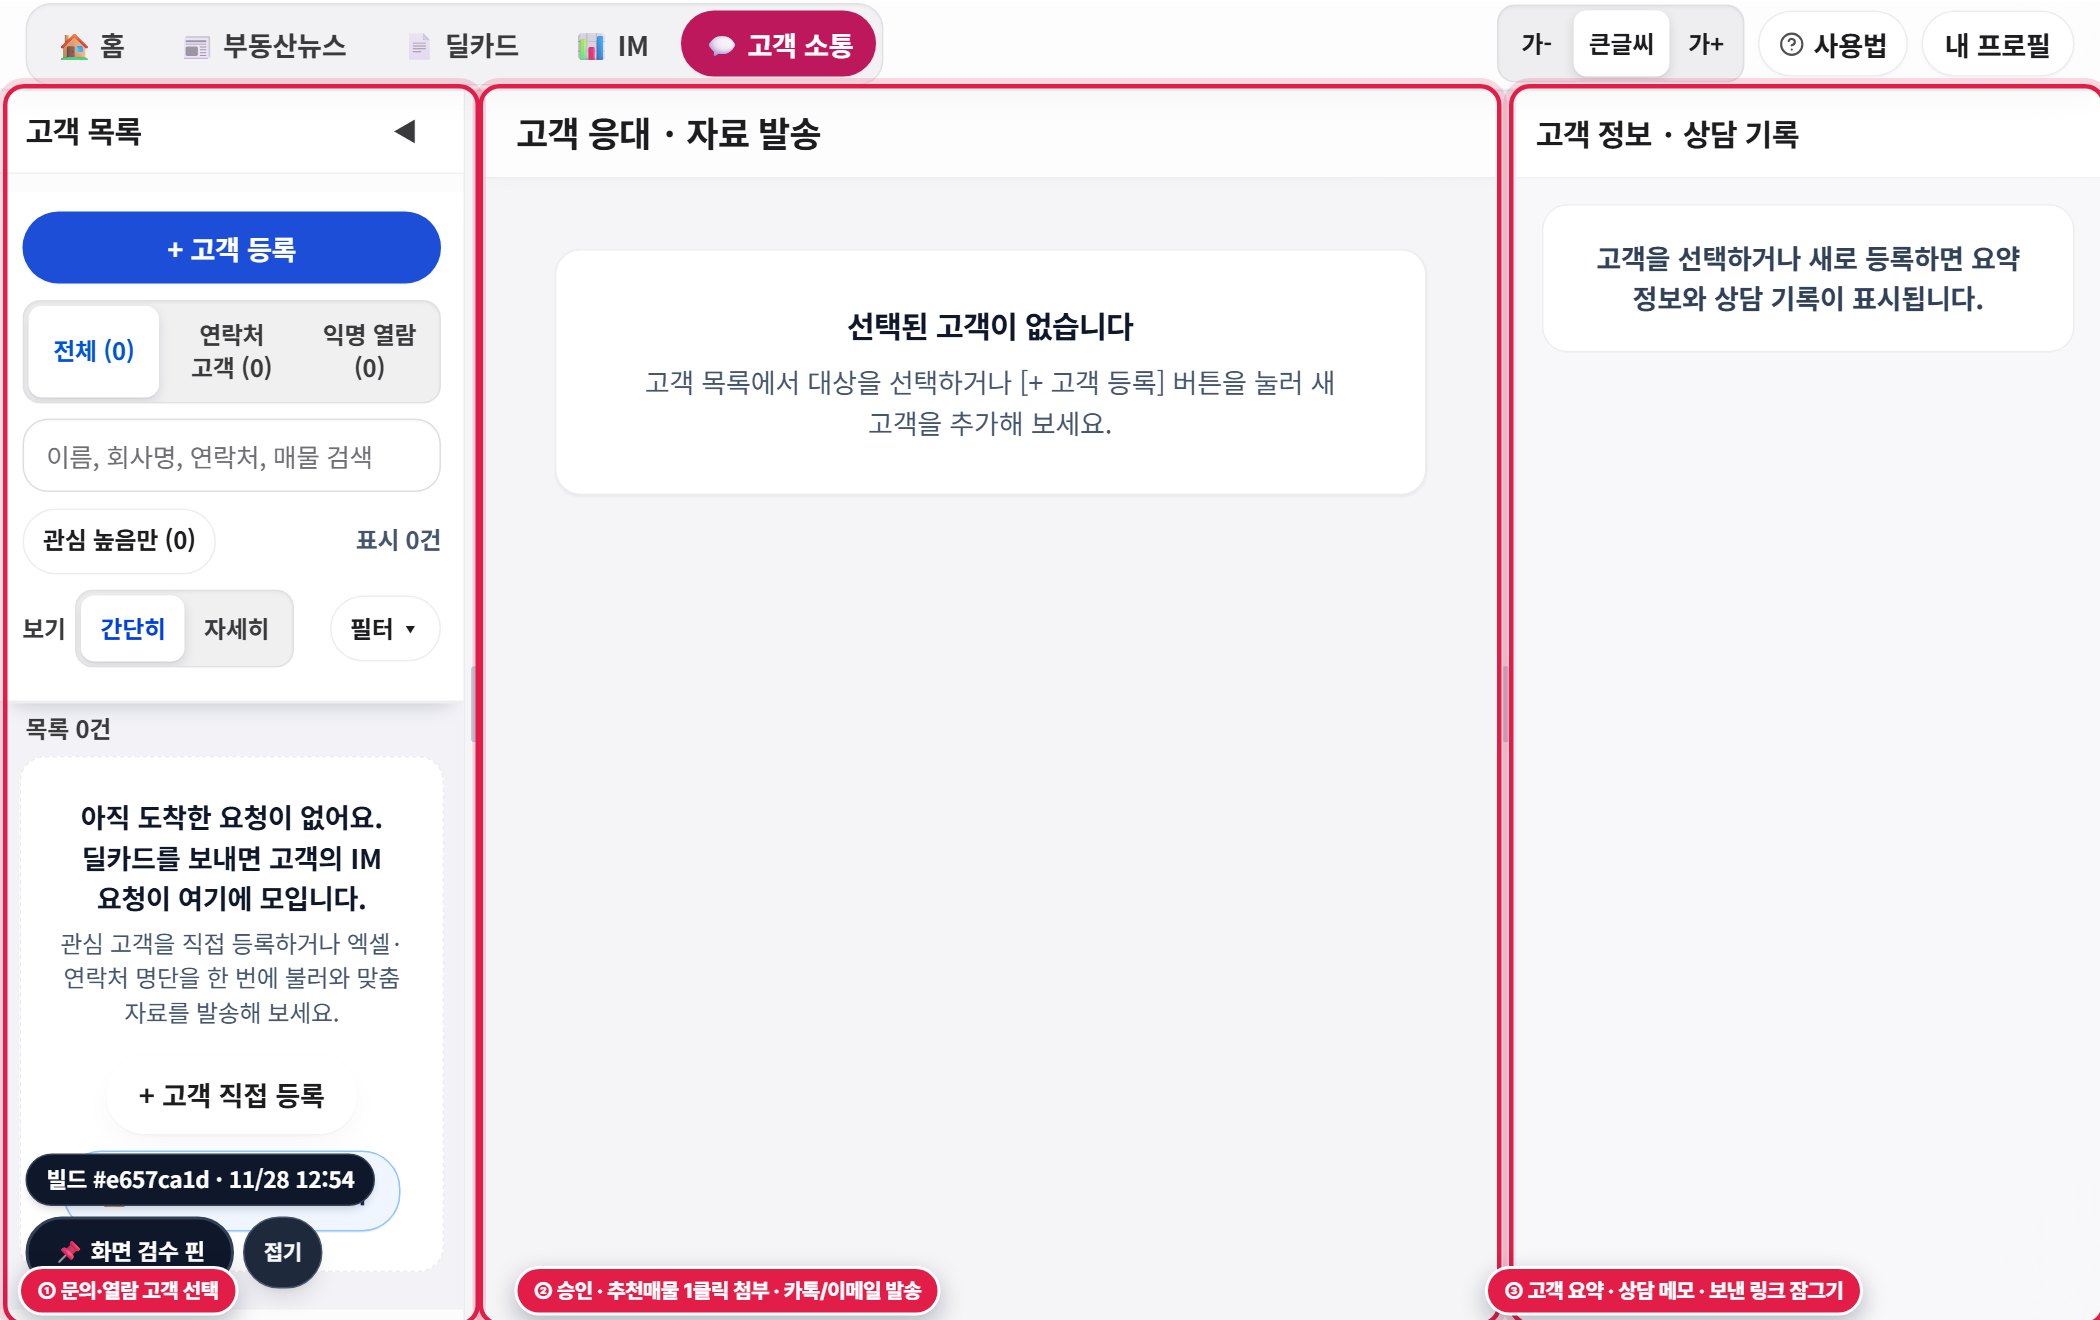 홈
부동산뉴스
딜카드
IM
고객 소통
가-
큰글씨
가+
사용법
내 프로필
고객 목록
+ 고객 등록
전체 (0)
연락처
고객 (0)
익명 열람
(0)
이름, 회사명, 연락처, 매물 검색
관심 높음만 (0)
표시 0건
보기
간단히
자세히
필터 ▼
목록 0건
아직 도착한 요청이 없어요.
딜카드를 보내면 고객의 IM
요청이 여기에 모입니다.
관심 고객을 직접 등록하거나 엑셀·
연락처 명단을 한 번에 불러와 맞춤
자료를 발송해 보세요.
+ 고객 직접 등록
빌드 #e657ca1d · 11/28 12:54
화면 검수 핀
접기
① 문의·열람 고객 선택
고객 응대 · 자료 발송
선택된 고객이 없습니다
고객 목록에서 대상을 선택하거나 [+ 고객 등록] 버튼을 눌러 새
고객을 추가해 보세요.
② 승인 · 추천매물 1클릭 첨부 · 카톡/이메일 발송
고객 정보 · 상담 기록
고객을 선택하거나 새로 등록하면 요약
정보와 상담 기록이 표시됩니다.
③ 고객 요약 · 상담 메모 · 보낸 링크 잠그기